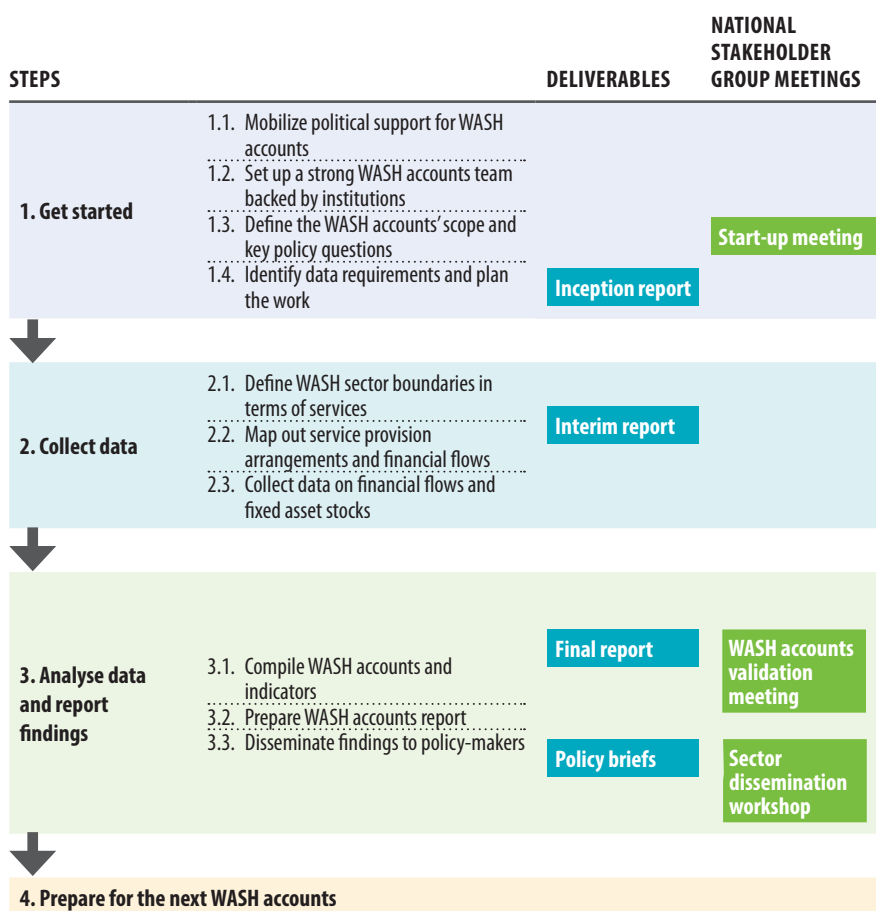 NATIONAL
STAKEHOLDER
STEPS DELIVERABLES GROUP MEETINGS
1. Get started
1.1. Mobilize political support for WASH
accounts
1.2. Set up a strong WASH accounts team
backed by institutions
1.3. Define the WASH accounts’ scope and
key policy questions
1.4. Identify data requirements and plan
the work
Inception report
Start-up meeting
2. Collect data
2.1. Define WASH sector boundaries in
terms of services
2.2. Map out service provision
arrangements and financial flows
2.3. Collect data on financial flows and
fixed asset stocks
Interim report
3. Analyse data
and report
findings
3.1. Compile WASH accounts and
indicators
3.2. Prepare WASH accounts report
3.3. Disseminate findings to policy-makers
Final report
WASH accounts
validation
meeting
Policy briefs
Sector
dissemination
workshop
4. Prepare for the next WASH accounts